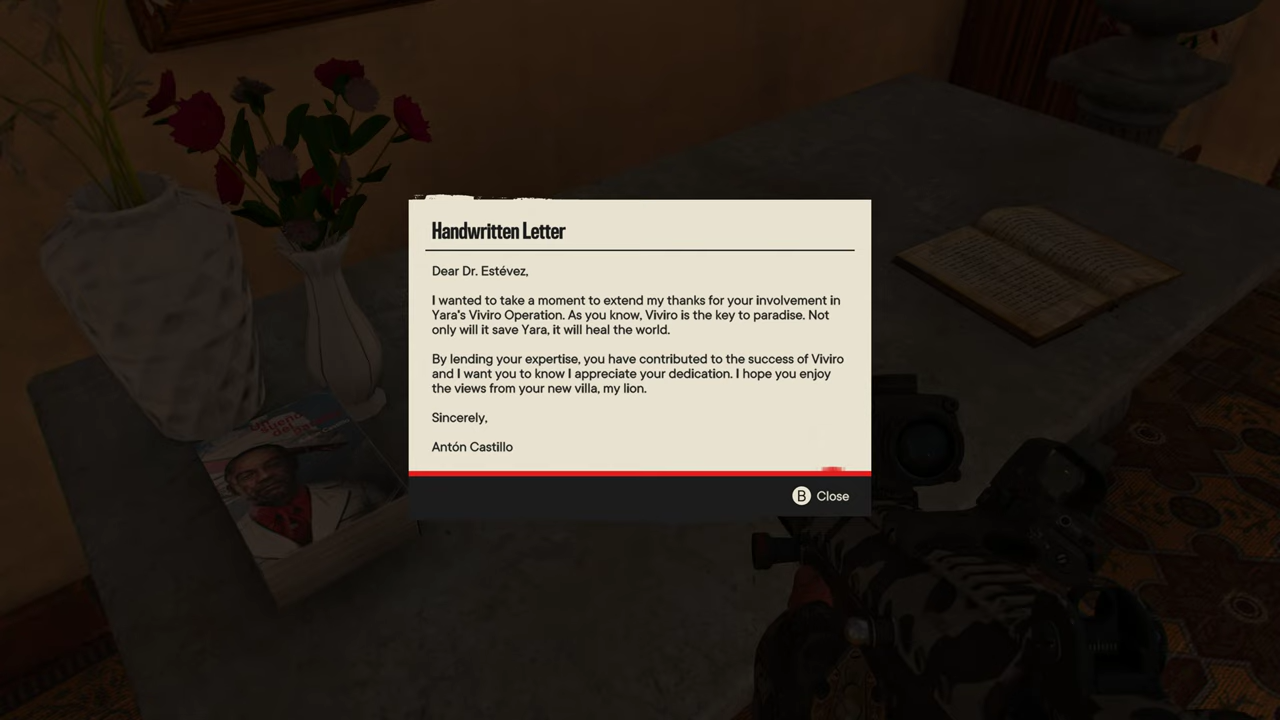 Handwritten Letter
Dear Dr. Estévez,
I wanted to take a moment to extend my thanks for your involvement in
Yara's Viviro Operation. As you know, Viviro is the key to paradise. Not
only will it save Yara, it will heal the world.
By lending your expertise, you have contributed to the success of Viviro
and I want you to know I appreciate your dedication. I hope you enjoy
the views from your new villa, my lion.
Sincerely,
Antón Castillo
B Close